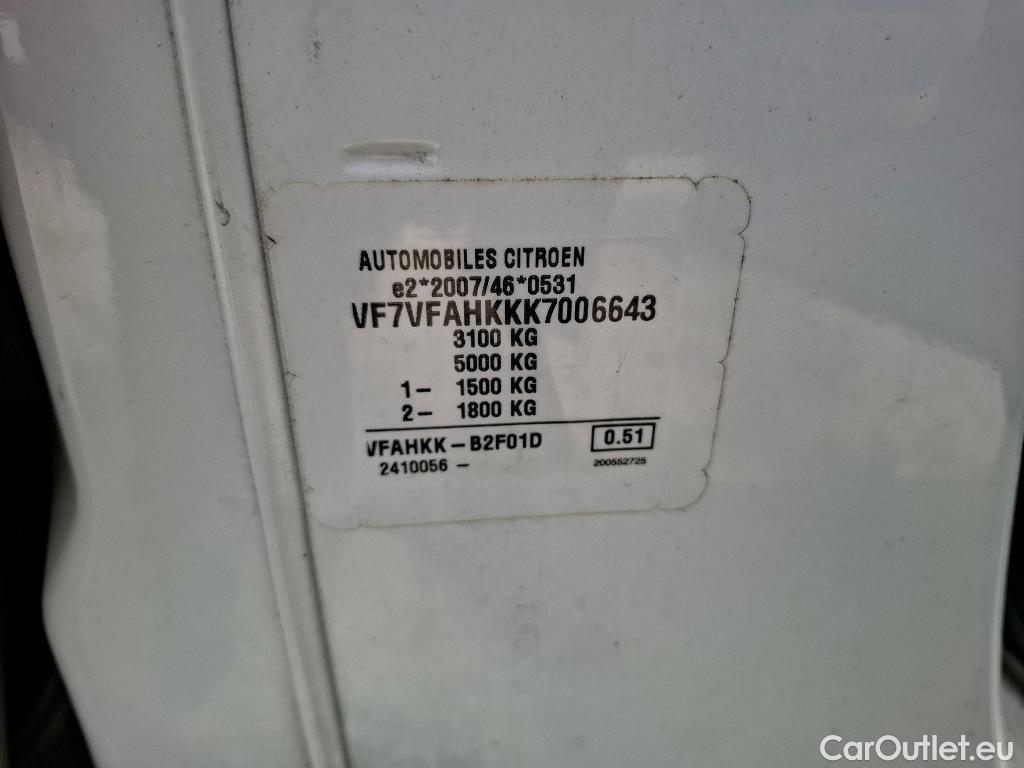 AUTOMOBILES CITROEN
e2*2007/46*0531
VF7VFAHKKK7006643
3100 KG
5000 KG
1- 1500 KG
2- 1800 KG
VFAHKK-B2F01D 0.51
2410056 - 200552725
CarOutlet.eu